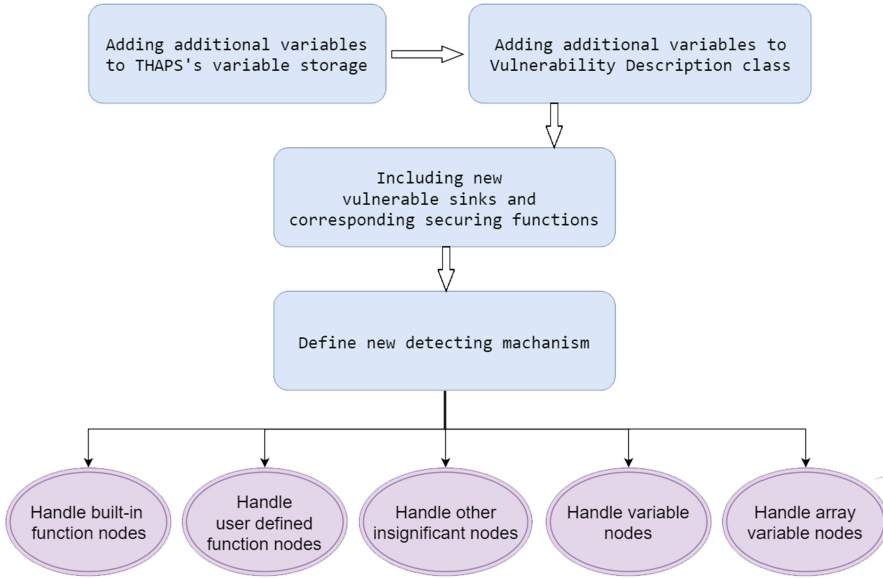 Adding additional variables
to THAPS's variable storage
Adding additional variables to
Vulnerability Description class
Including new
vulnerable sinks and
corresponding securing functions
Define new detecting machanism
Handle built-in
function nodes
Handle
user defined
function nodes
Handle other
insignificant nodes
Handle variable
nodes
Handle array
variable nodes